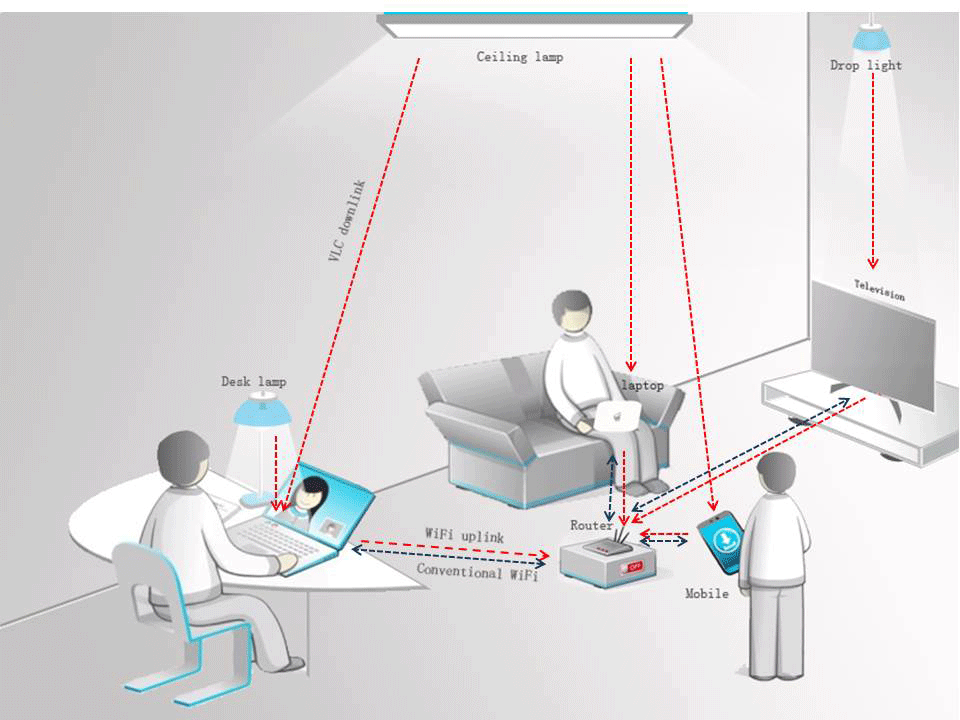 Ceiling lamp
Drop light
VLC downlink
Television
Desk lamp
laptop
Router
WiFi uplink
Conventional WiFi
OFF
Mobile